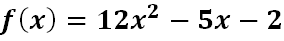 f(x) = 12x² − 5x − 2